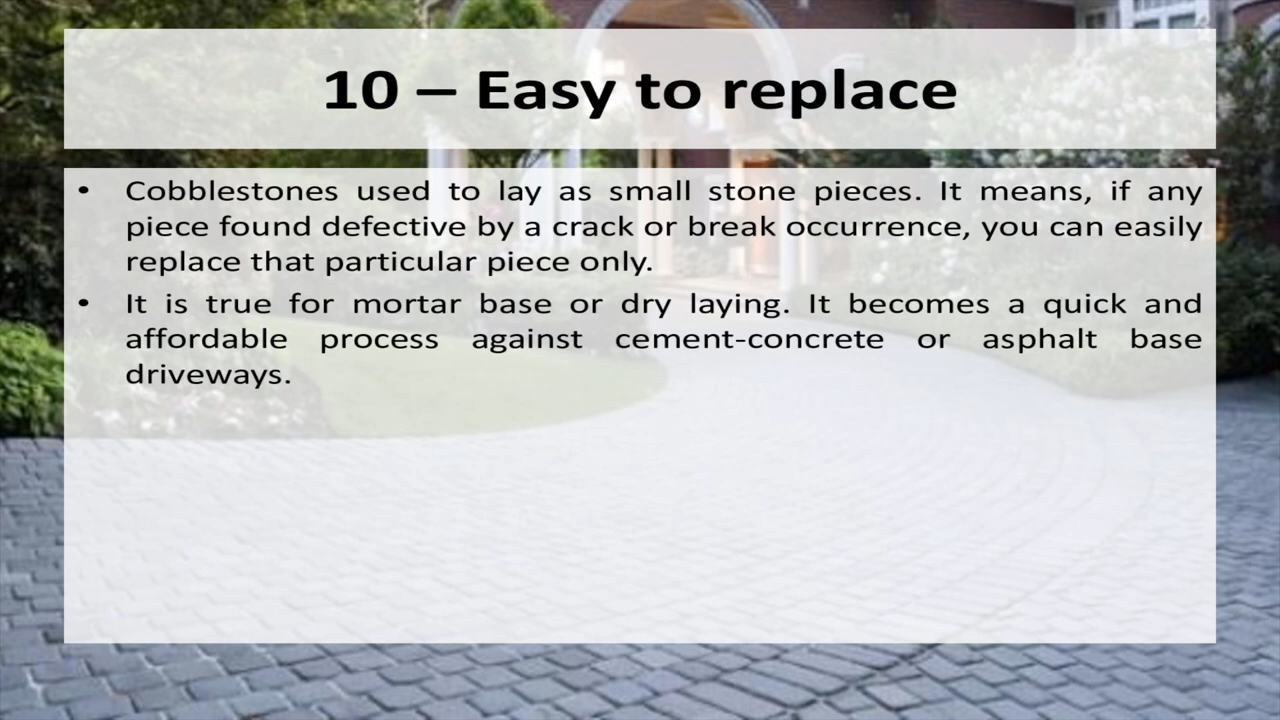 10 – Easy to replace
• Cobblestones used to lay as small stone pieces. It means, if any
piece found defective by a crack or break occurrence, you can easily
replace that particular piece only.
• It is true for mortar base or dry laying. It becomes a quick and
affordable process against cement-concrete or asphalt base
driveways.